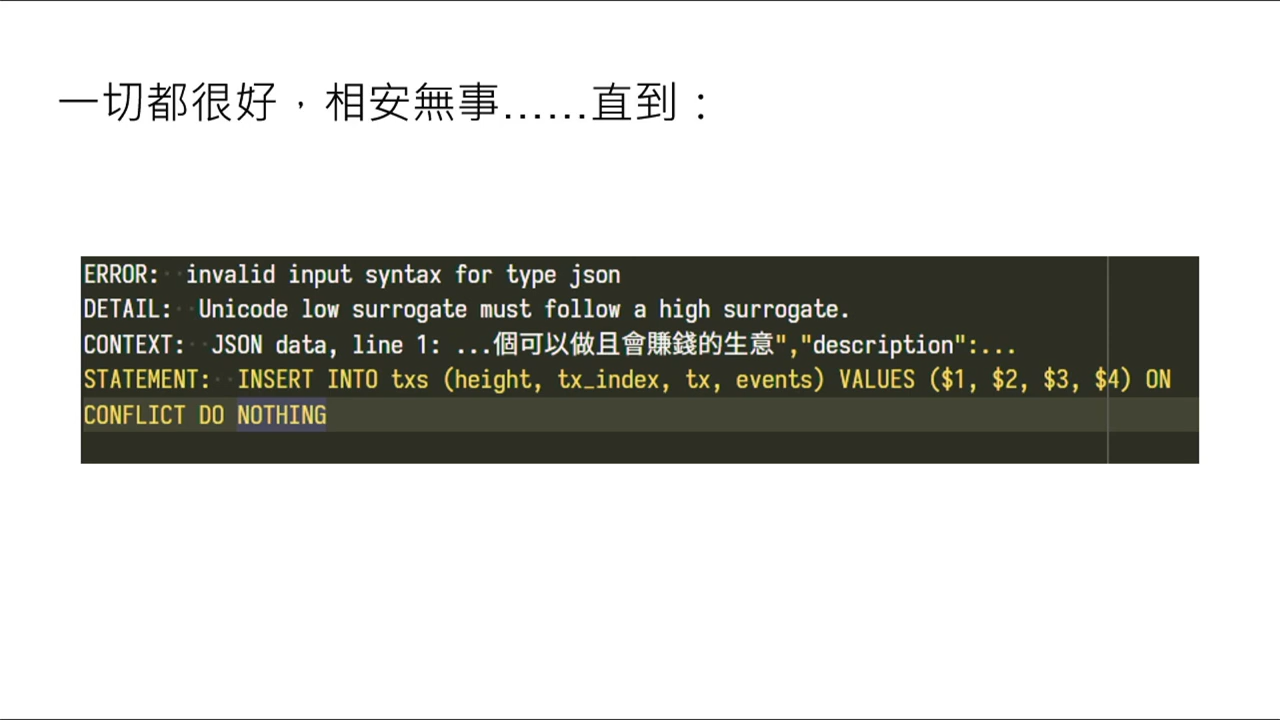 一切都很好，相安無事……直到：
ERROR:  invalid input syntax for type json
DETAIL:  Unicode low surrogate must follow a high surrogate.
CONTEXT:  JSON data, line 1: ...個可以做且會賺錢的生意","description":...
STATEMENT:  INSERT INTO txs (height, tx_index, tx, events) VALUES ($1, $2, $3, $4) ON
CONFLICT DO NOTHING